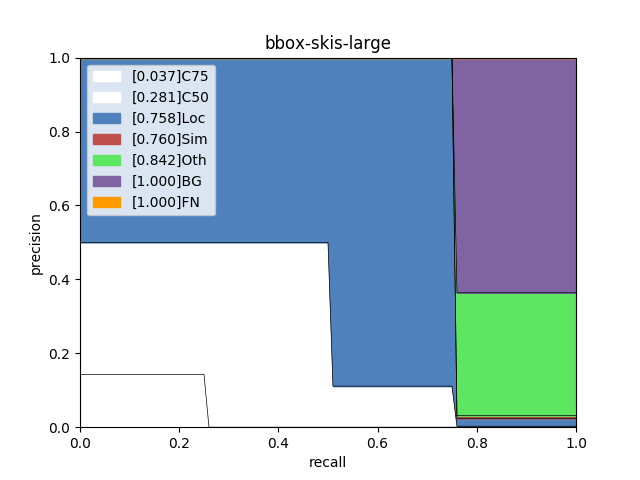 bbox-skis-large
1.0
0.8
0.6
0.4
0.2
0.0
precision
[0.037]C75
[0.281]C50
[0.758]Loc
[0.760]Sim
[0.842]Oth
[1.000]BG
[1.000]FN
0.0 0.2 0.4 0.6 0.8 1.0
recall